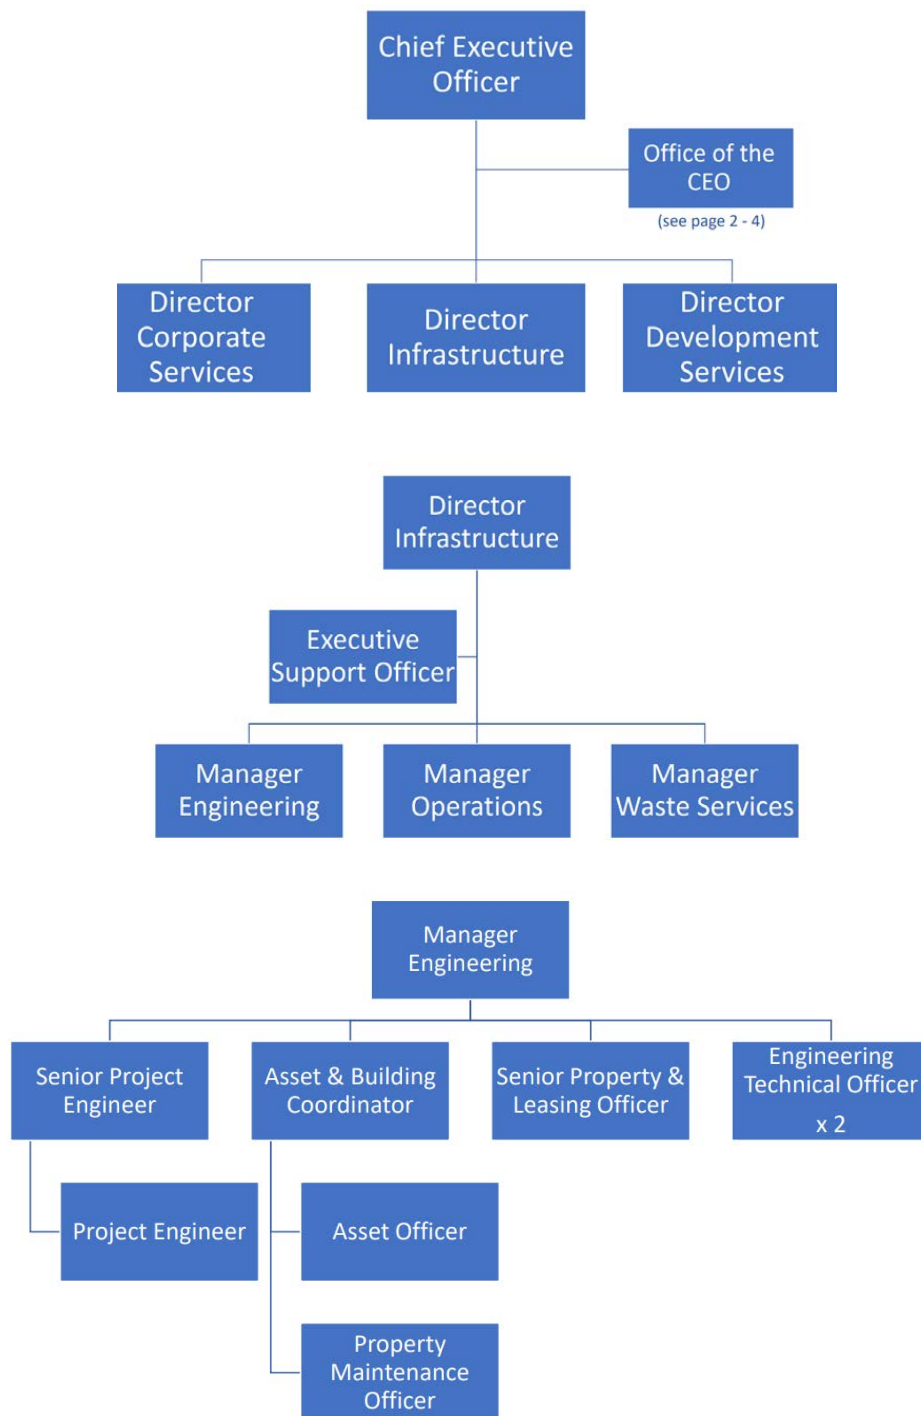 Chief Executive
Officer
Office of the
CEO
(see page 2 - 4)
Director
Corporate
Services
Director
Infrastructure
Director
Development
Services
Director
Infrastructure
Executive
Support Officer
Manager
Engineering
Manager
Operations
Manager
Waste Services
Manager
Engineering
Senior Project
Engineer
Asset & Building
Coordinator
Senior Property &
Leasing Officer
Engineering
Technical Officer
x 2
Project Engineer
Asset Officer
Property
Maintenance
Officer